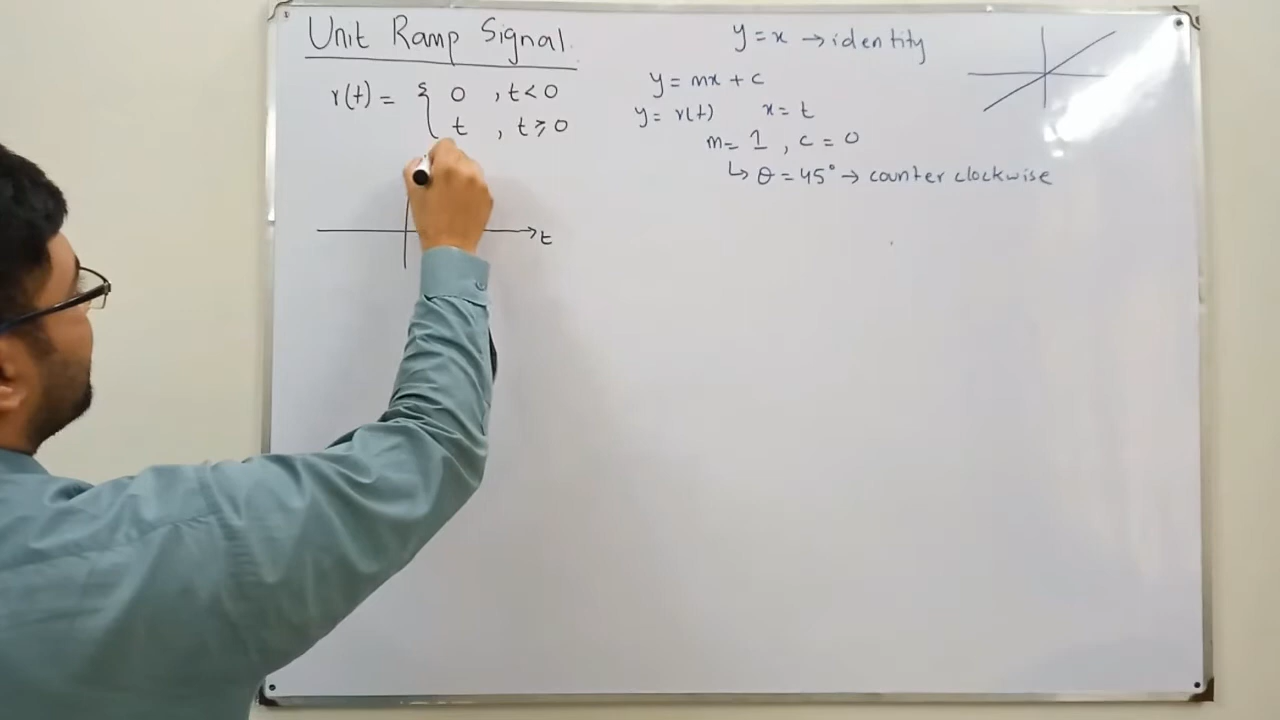 Unit Ramp Signal.
r(t) = { 0 , t < 0
t , t ≥ 0
t
y = x → identity
y = mx + c
y = r(t) x = t
m = 1 , c = 0
↳ θ = 45° → counter clockwise